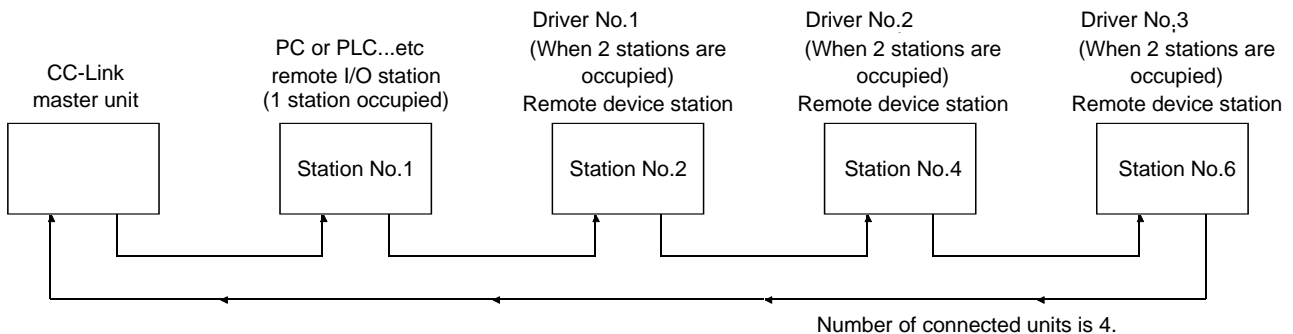 CC-Link
master unit
PC or PLC...etc
remote I/O station
(1 station occupied)
Driver No.1
(When 2 stations are
occupied)
Remote device station
Driver No.2
(When 2 stations are
occupied)
Remote device station
Driver No.3
(When 2 stations are
occupied)
Remote device station
Station No.1
Station No.2
Station No.4
Station No.6
Number of connected units is 4.